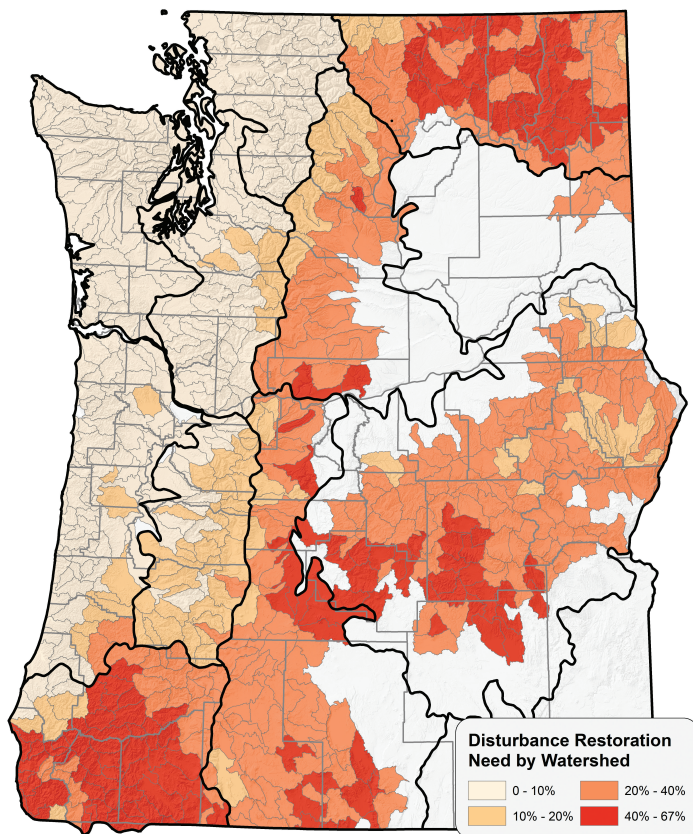 Disturbance Restoration
Need by Watershed
0 - 10%
20% - 40%
10% - 20%
40% - 67%